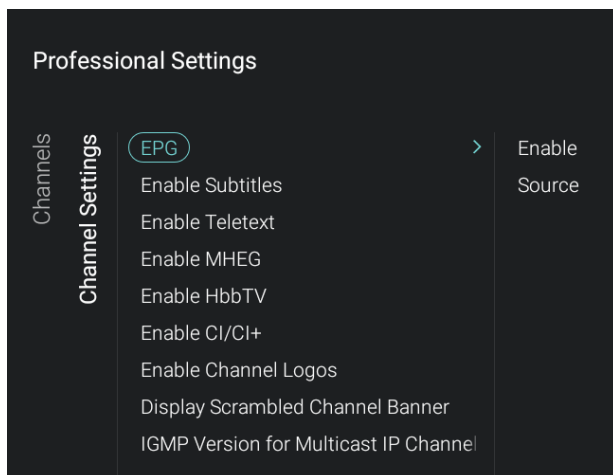 Professional Settings
Channels
Channel Settings
EPG
Enable Subtitles
Enable Teletext
Enable MHEG
Enable HbbTV
Enable CI/CI+
Enable Channel Logos
Display Scrambled Channel Banner
IGMP Version for Multicast IP Channel
Enable
Source